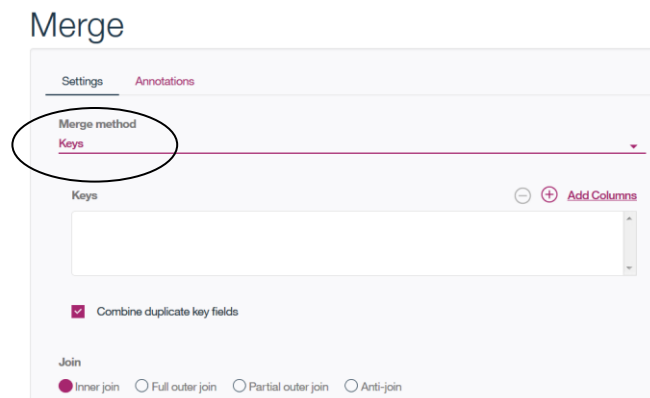 Merge
Settings Annotations
Merge method
Keys
Keys Add Columns
Combine duplicate key fields
Join
Inner join Full outer join Partial outer join Anti-join